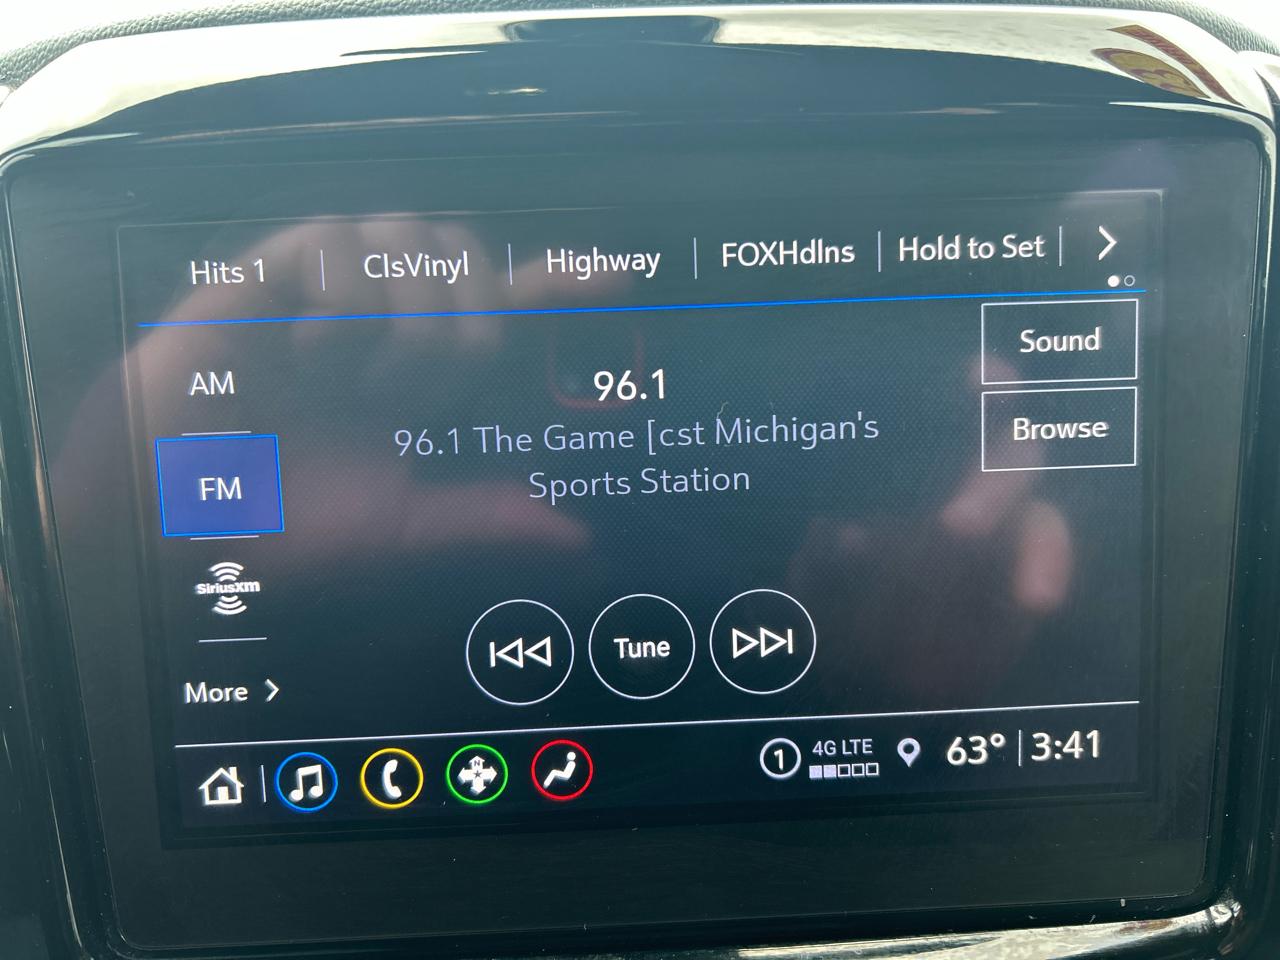 Hits 1 ClsVinyl Highway FOXHdlns Hold to Set
Sound
AM
96.1
Browse
96.1 The Game [cst Michigan's
Sports Station
FM
SiriusXm
Tune
More
N
1 4G LTE 63° 3:41